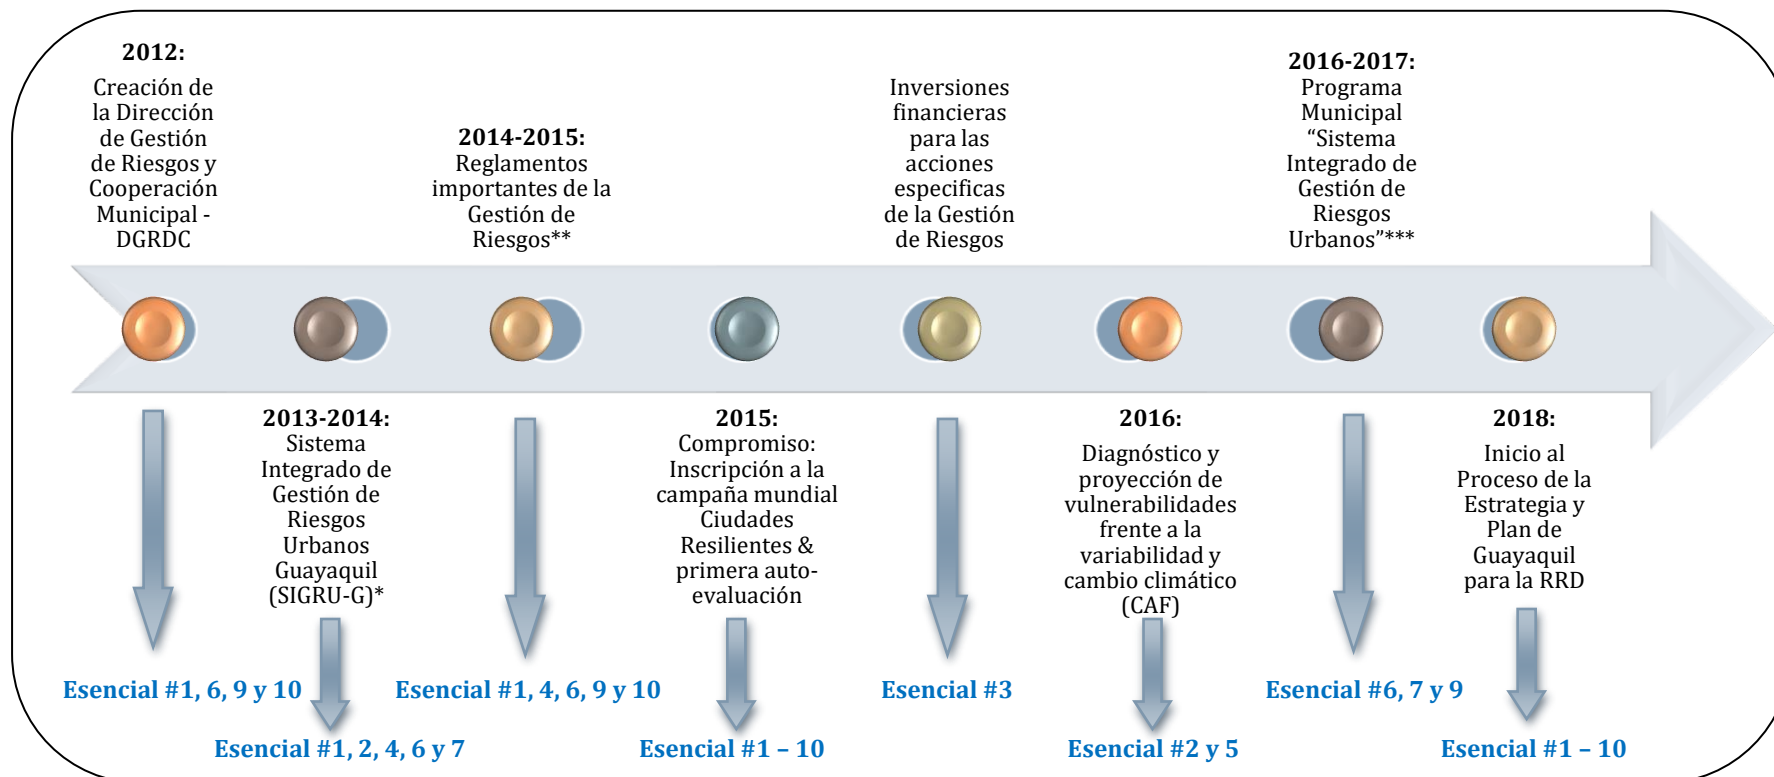 2012:
Creación de
la Dirección
de Gestión
de Riesgos y
Cooperación
Municipal -
DGRDC
2013-2014:
Sistema
Integrado de
Gestión de
Riesgos
Urbanos
Guayaquil
(SIGRU-G)*
2014-2015:
Reglamentos
importantes de la
Gestión de
Riesgos**
2015:
Compromiso:
Inscripción a la
campaña mundial
Ciudades
Resilientes &
primera auto-
evaluación
Inversiones
financieras
para las
acciones
especificas
de la Gestión
de Riesgos
2016:
Diagnóstico y
proyección de
vulnerabilidades
frente a la
variabilidad y
cambio climático
(CAF)
2016-2017:
Programa
Municipal
“Sistema
Integrado de
Gestión de
Riesgos
Urbanos”***
2018:
Inicio al
Proceso de la
Estrategia y
Plan de
Guayaquil
para la RRD
Esencial #1, 6, 9 y 10
Esencial #1, 2, 4, 6 y 7
Esencial #1, 4, 6, 9 y 10
Esencial #1 – 10
Esencial #3
Esencial #2 y 5
Esencial #6, 7 y 9
Esencial #1 – 10